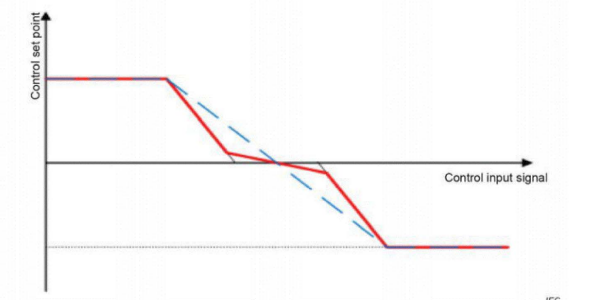 Control set point
Control input signal